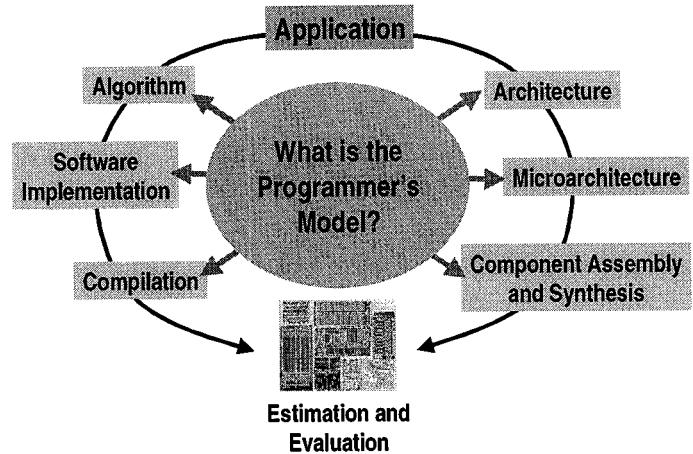 Application
Algorithm
Architecture
What is the
Programmer's
Model?
Software
Implementation
Microarchitecture
Compilation
Component Assembly
and Synthesis
Estimation and
Evaluation